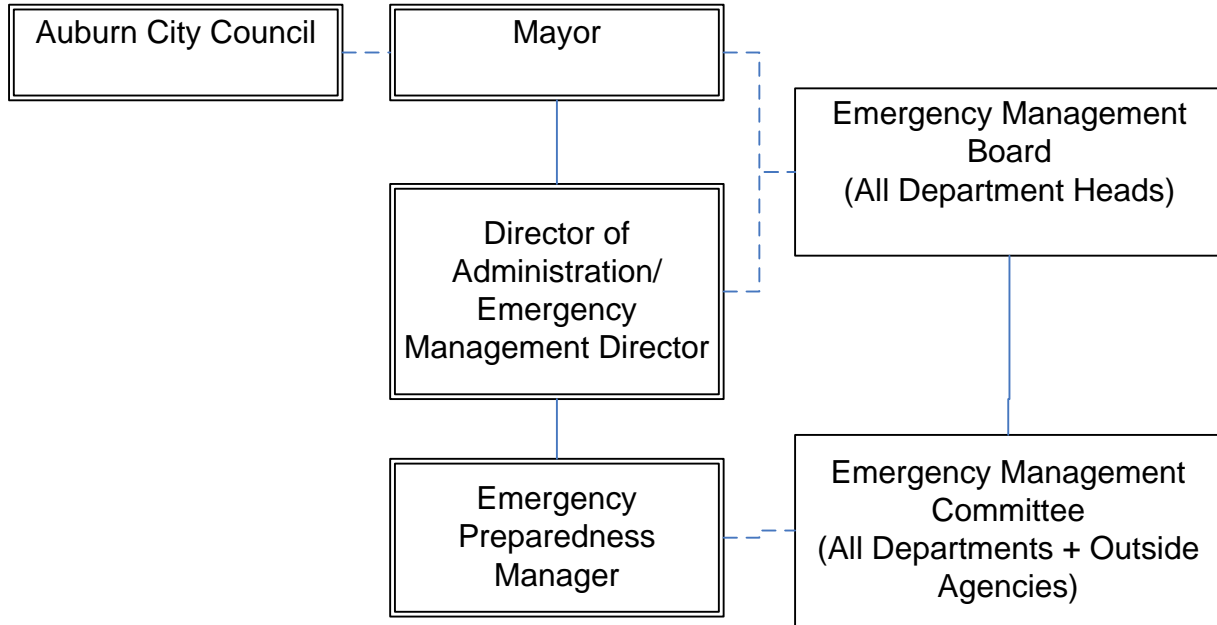 Auburn City Council
Mayor
Emergency Management
Board
(All Department Heads)
Director of
Administration/
Emergency
Management Director
Emergency
Preparedness
Manager
Emergency Management
Committee
(All Departments + Outside
Agencies)